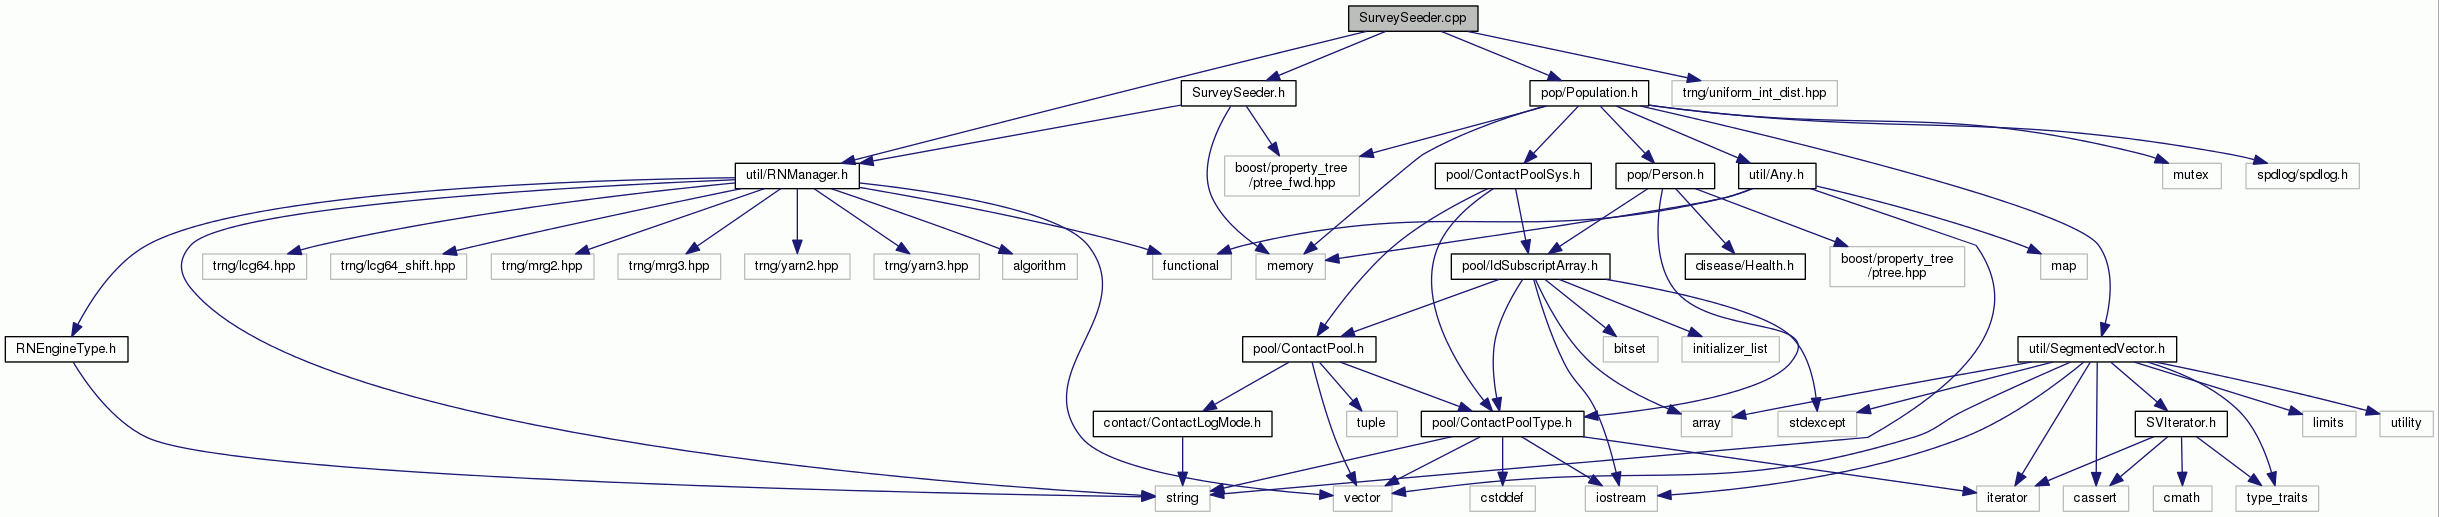 SurveySeeder.cpp
SurveySeeder.h
pop/Population.h
trng/uniform_int_dist.hpp
util/RNManager.h
boost/property_tree
/ptree_fwd.hpp
pool/ContactPoolSys.h
pop/Person.h
util/Any.h
mutex
spdlog/spdlog.h
trng/lcg64.hpp
trng/lcg64_shift.hpp
trng/mrg2.hpp
trng/mrg3.hpp
trng/yarn2.hpp
trng/yarn3.hpp
algorithm
functional
memory
pool/IdSubscriptArray.h
disease/Health.h
boost/property_tree
/ptree.hpp
map
RNEngineType.h
pool/ContactPool.h
bitset
initializer_list
util/SegmentedVector.h
contact/ContactLogMode.h
tuple
pool/ContactPoolType.h
array
stdexcept
SVIterator.h
limits
utility
string
vector
cstddef
iostream
iterator
cassert
cmath
type_traits